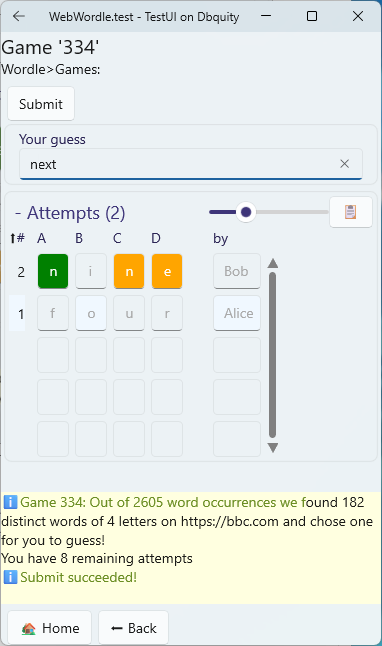 WebWordle.test - TestUI on Dbquity
Game '334'
Wordle>Games:
Submit
Your guess
next
- Attempts (2)
# A B C D by
2 n i n e Bob
1 f o u r Alice
Game 334: Out of 2605 word occurrences we found 182
distinct words of 4 letters on https://bbc.com and chose one
for you to guess!
You have 8 remaining attempts
Submit succeeded!
Home Back